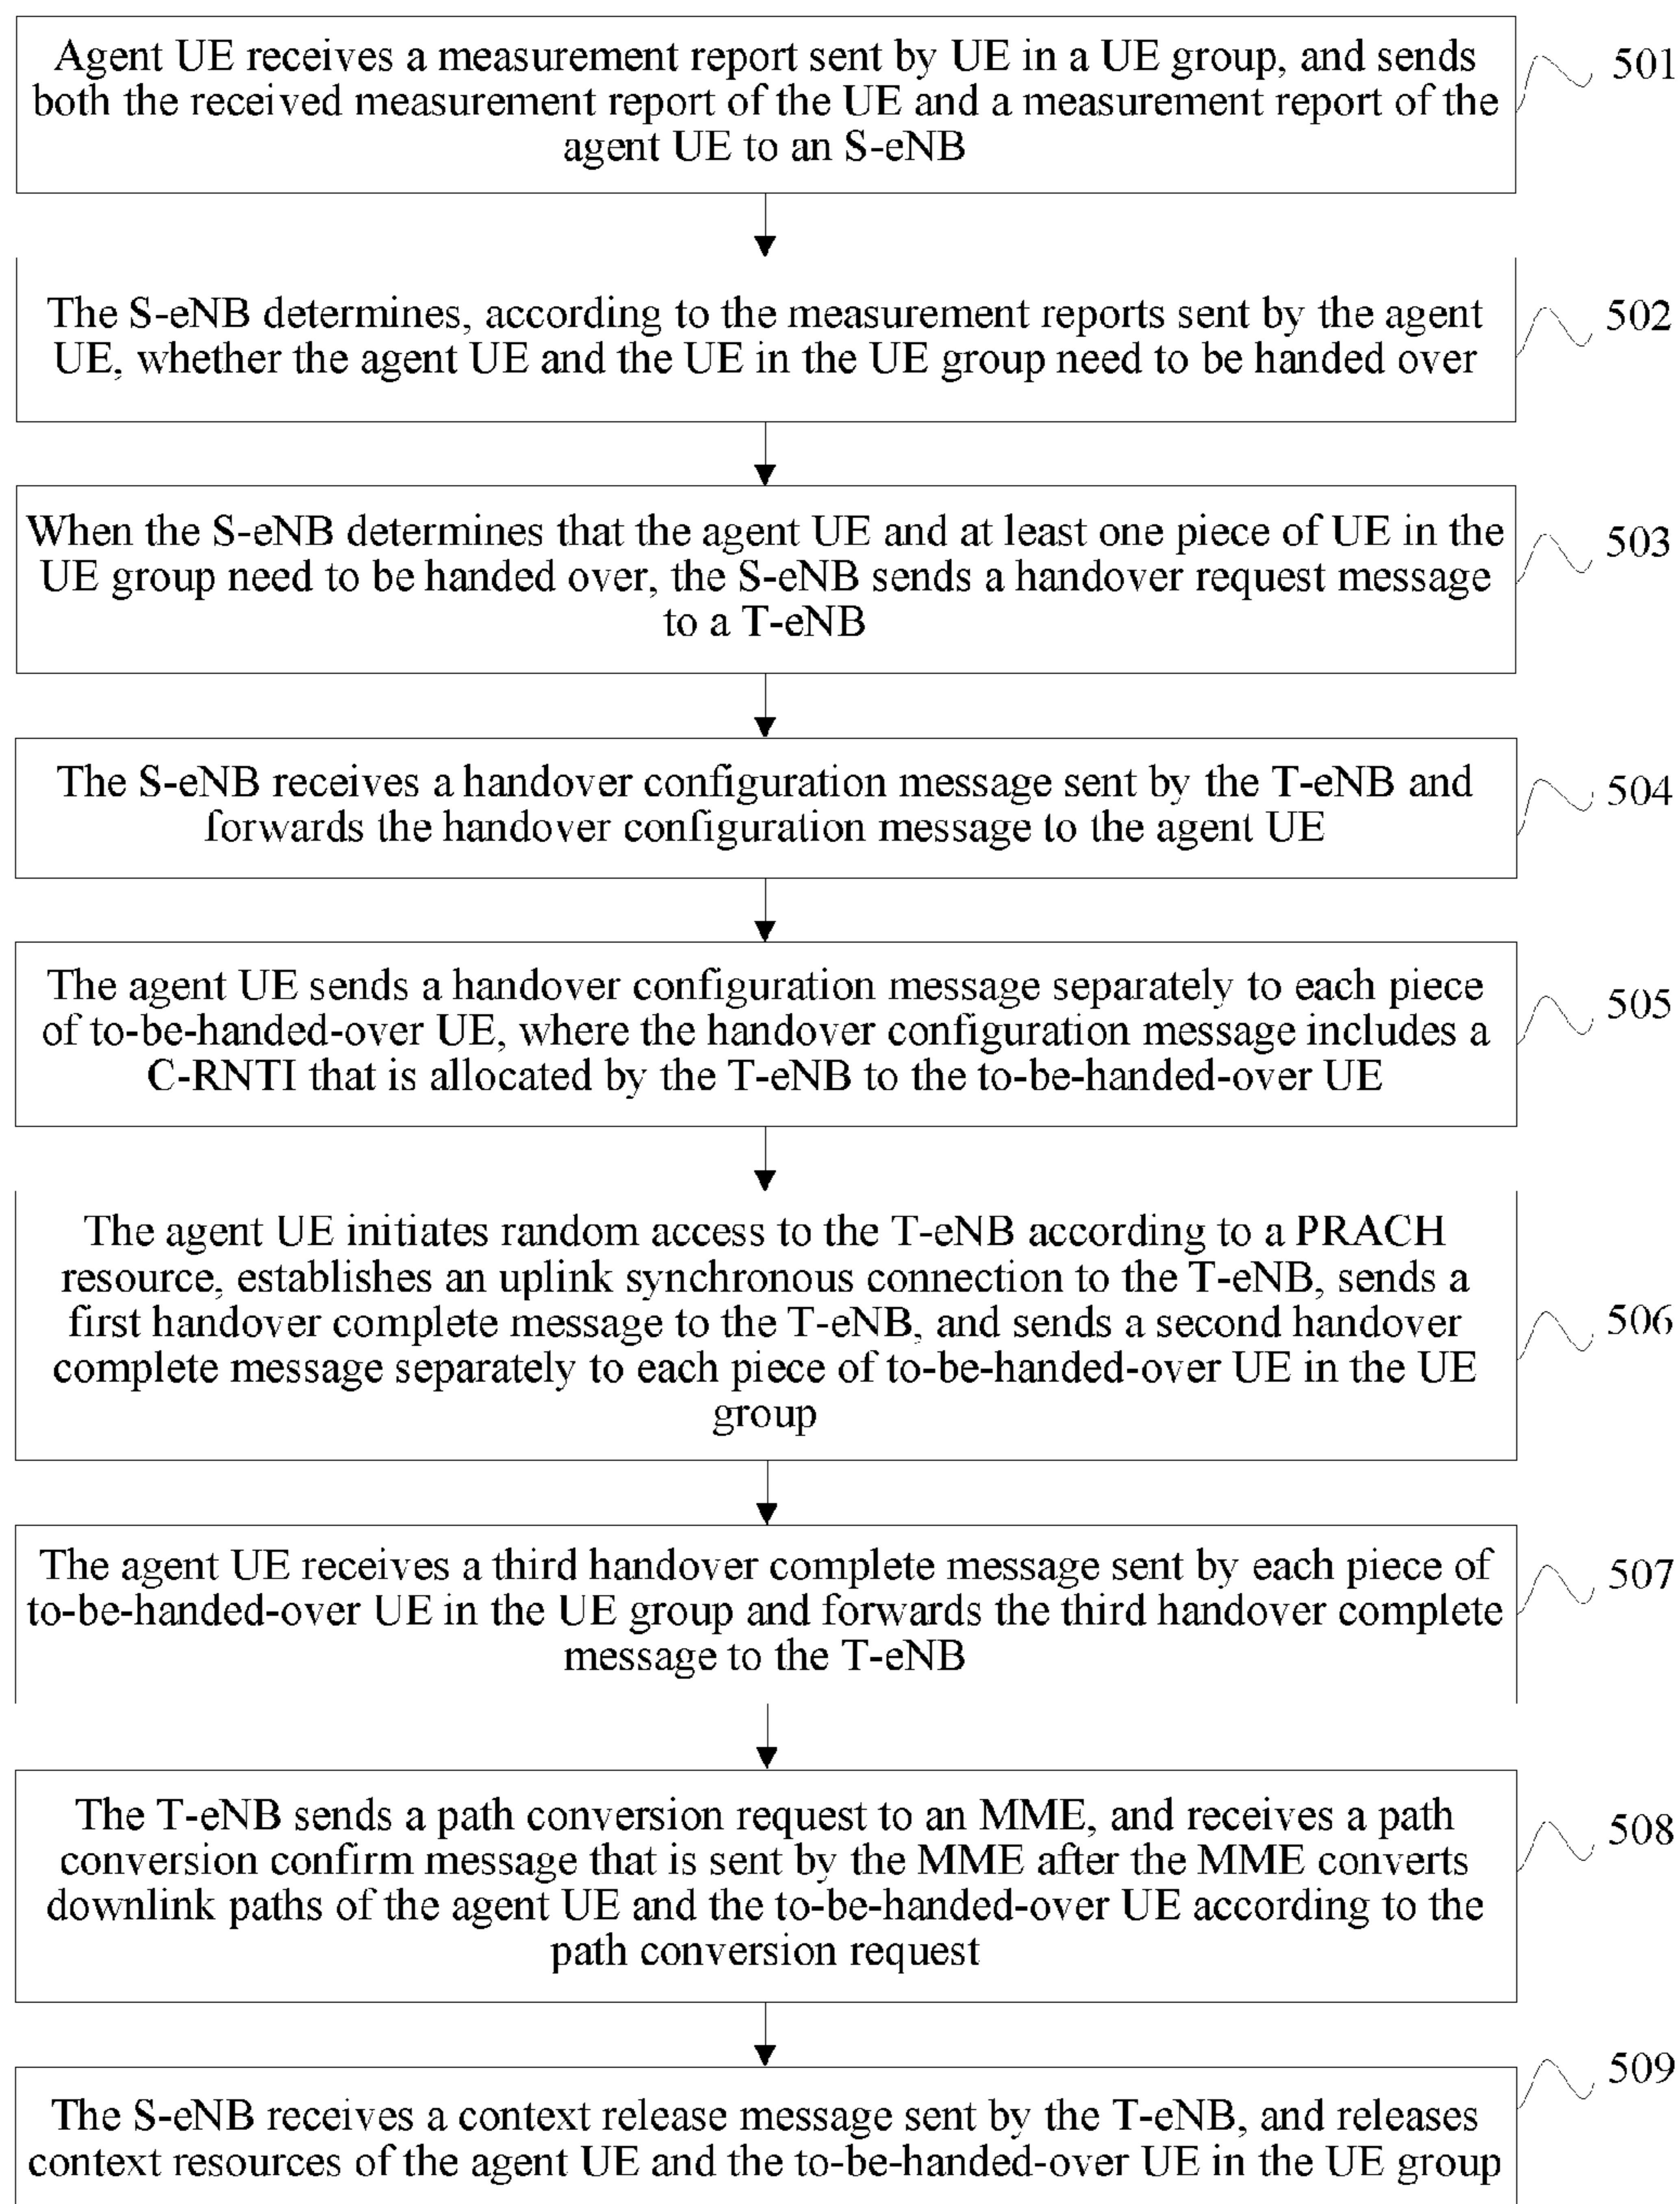 Agent UE receives a measurement report sent by UE in a UE group, and sends
both the received measurement report of the UE and a measurement report of the
agent UE to an S-eNB
501
The S-eNB determines, according to the measurement reports sent by the agent
UE, whether the agent UE and the UE in the UE group need to be handed over
502
When the S-eNB determines that the agent UE and at least one piece of UE in the
UE group need to be handed over, the S-eNB sends a handover request message
to a T-eNB
503
The S-eNB receives a handover configuration message sent by the T-eNB and
forwards the handover configuration message to the agent UE
504
The agent UE sends a handover configuration message separately to each piece
of to-be-handed-over UE, where the handover configuration message includes a
C-RNTI that is allocated by the T-eNB to the to-be-handed-over UE
505
The agent UE initiates random access to the T-eNB according to a PRACH
resource, establishes an uplink synchronous connection to the T-eNB, sends a
first handover complete message to the T-eNB, and sends a second handover
complete message separately to each piece of to-be-handed-over UE in the UE
group
506
The agent UE receives a third handover complete message sent by each piece of
to-be-handed-over UE in the UE group and forwards the third handover complete
message to the T-eNB
507
The T-eNB sends a path conversion request to an MME, and receives a path
conversion confirm message that is sent by the MME after the MME converts
downlink paths of the agent UE and the to-be-handed-over UE according to the
path conversion request
508
The S-eNB receives a context release message sent by the T-eNB, and releases
context resources of the agent UE and the to-be-handed-over UE in the UE group
509